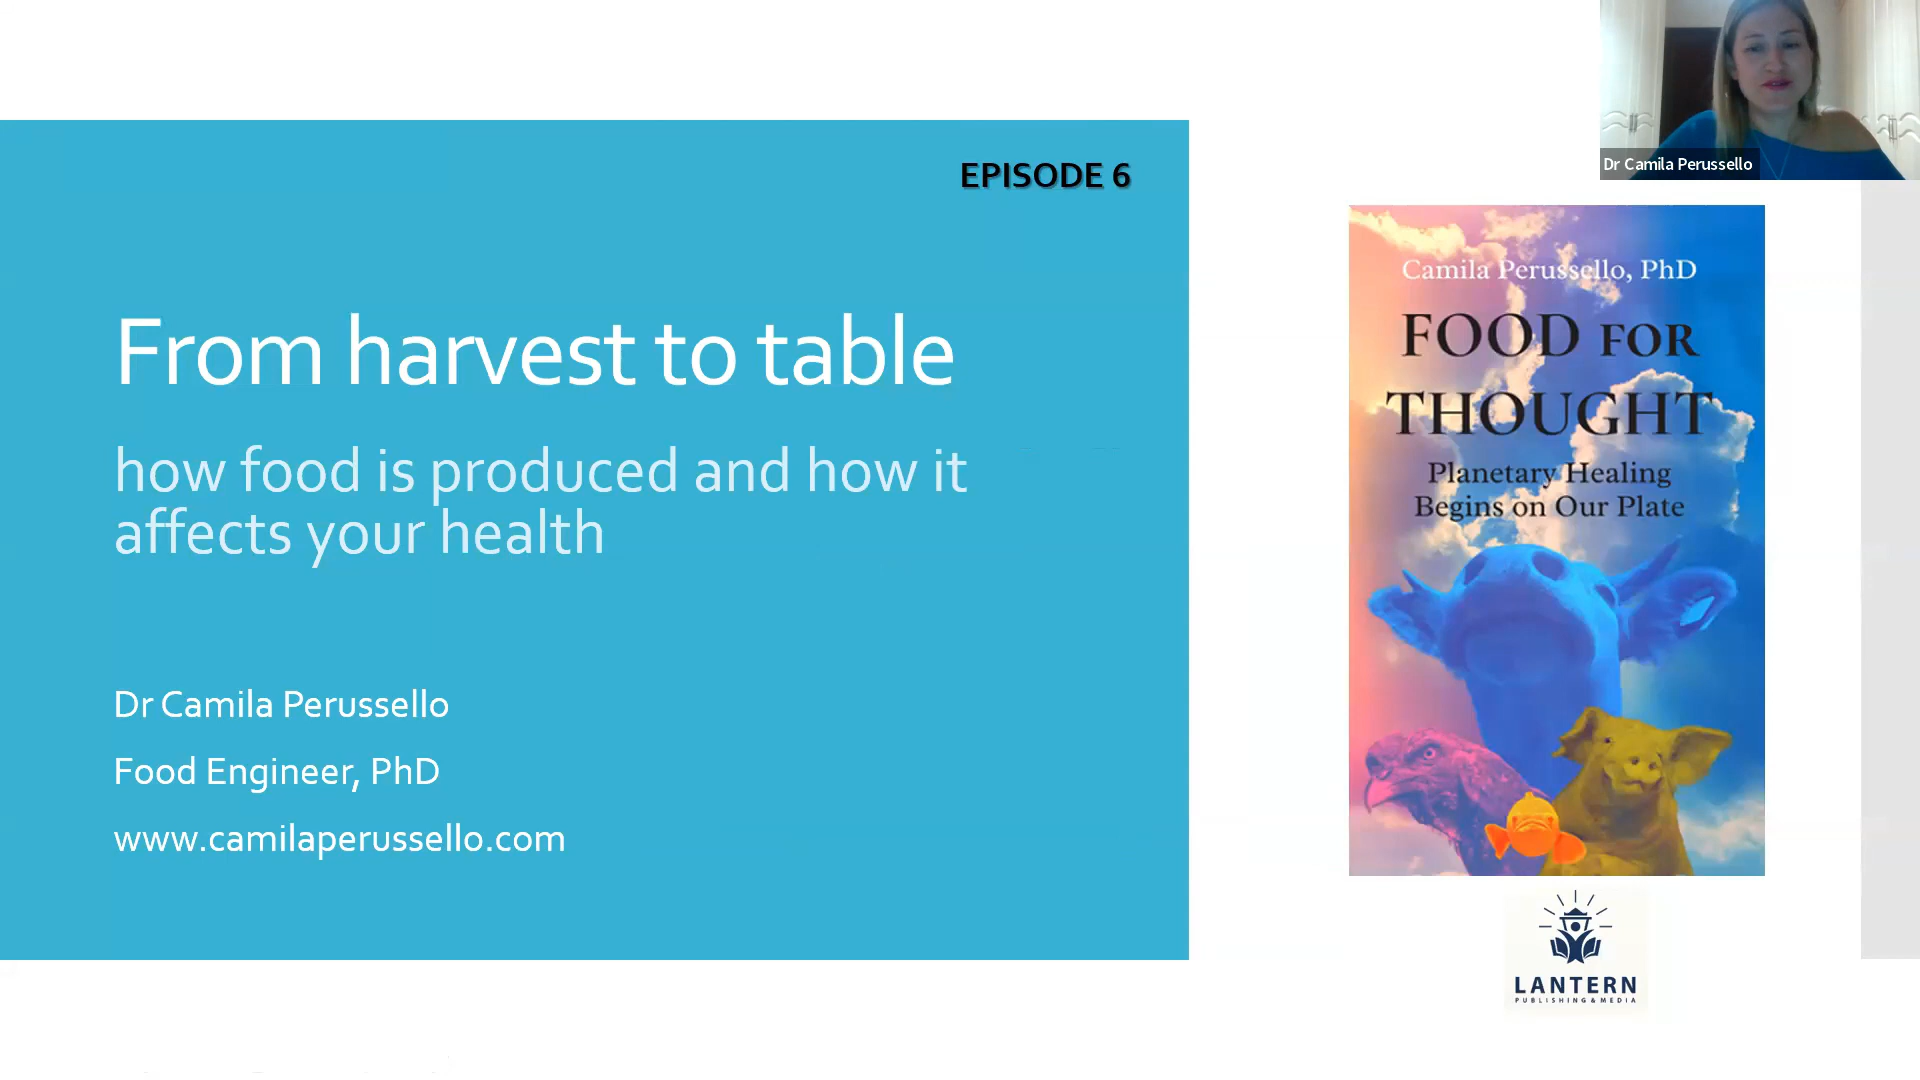 EPISODE 6
From harvest to table
how food is produced and how it
affects your health
Dr Camila Perussello
Food Engineer, PhD
www.camilaperussello.com
Dr Camila Perussello
Camila Perussello, PhD
FOOD FOR
THOUGHT
Planetary Healing
Begins on Our Plate
LANTERN
PUBLISHING & MEDIA